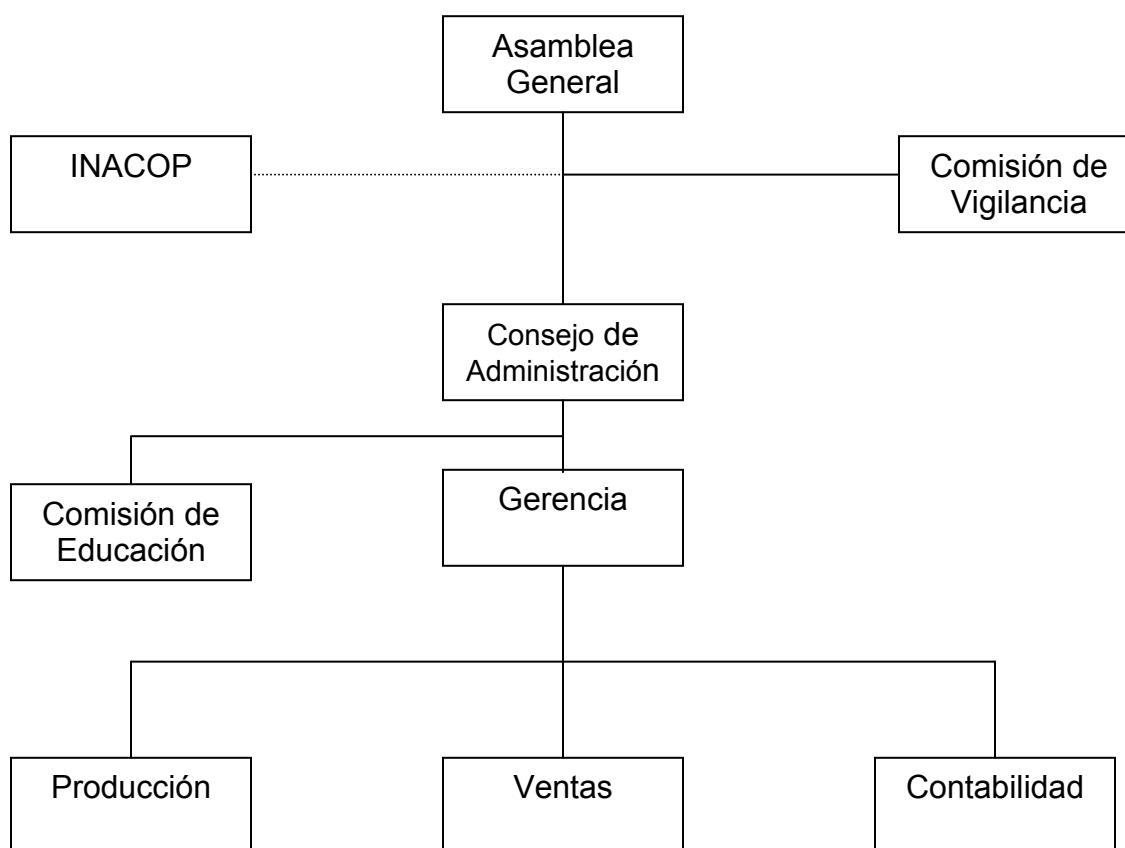 Asamblea
General
INACOP
Comisión de
Vigilancia
Consejo de
Administración
Comisión de
Educación
Gerencia
Producción
Ventas
Contabilidad